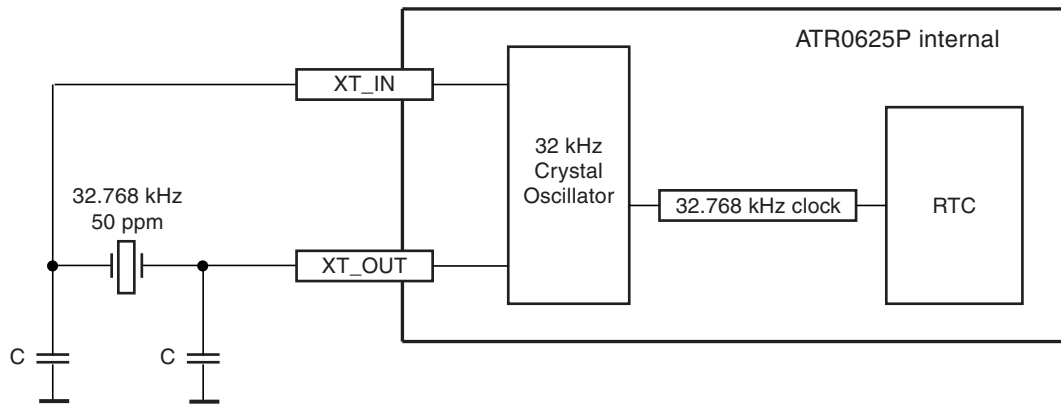 ATR0625P internal
XT_IN
32 kHz
Crystal
Oscillator
32.768 kHz
50 ppm
32.768 kHz clock
RTC
XT_OUT
C
C